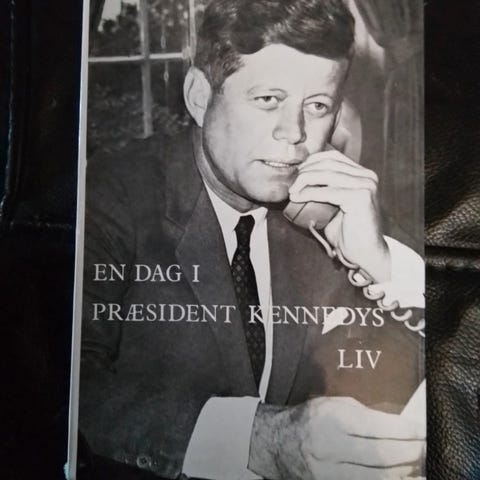 EN DAG I
PRÆSIDENT KENNEDYS
LIV